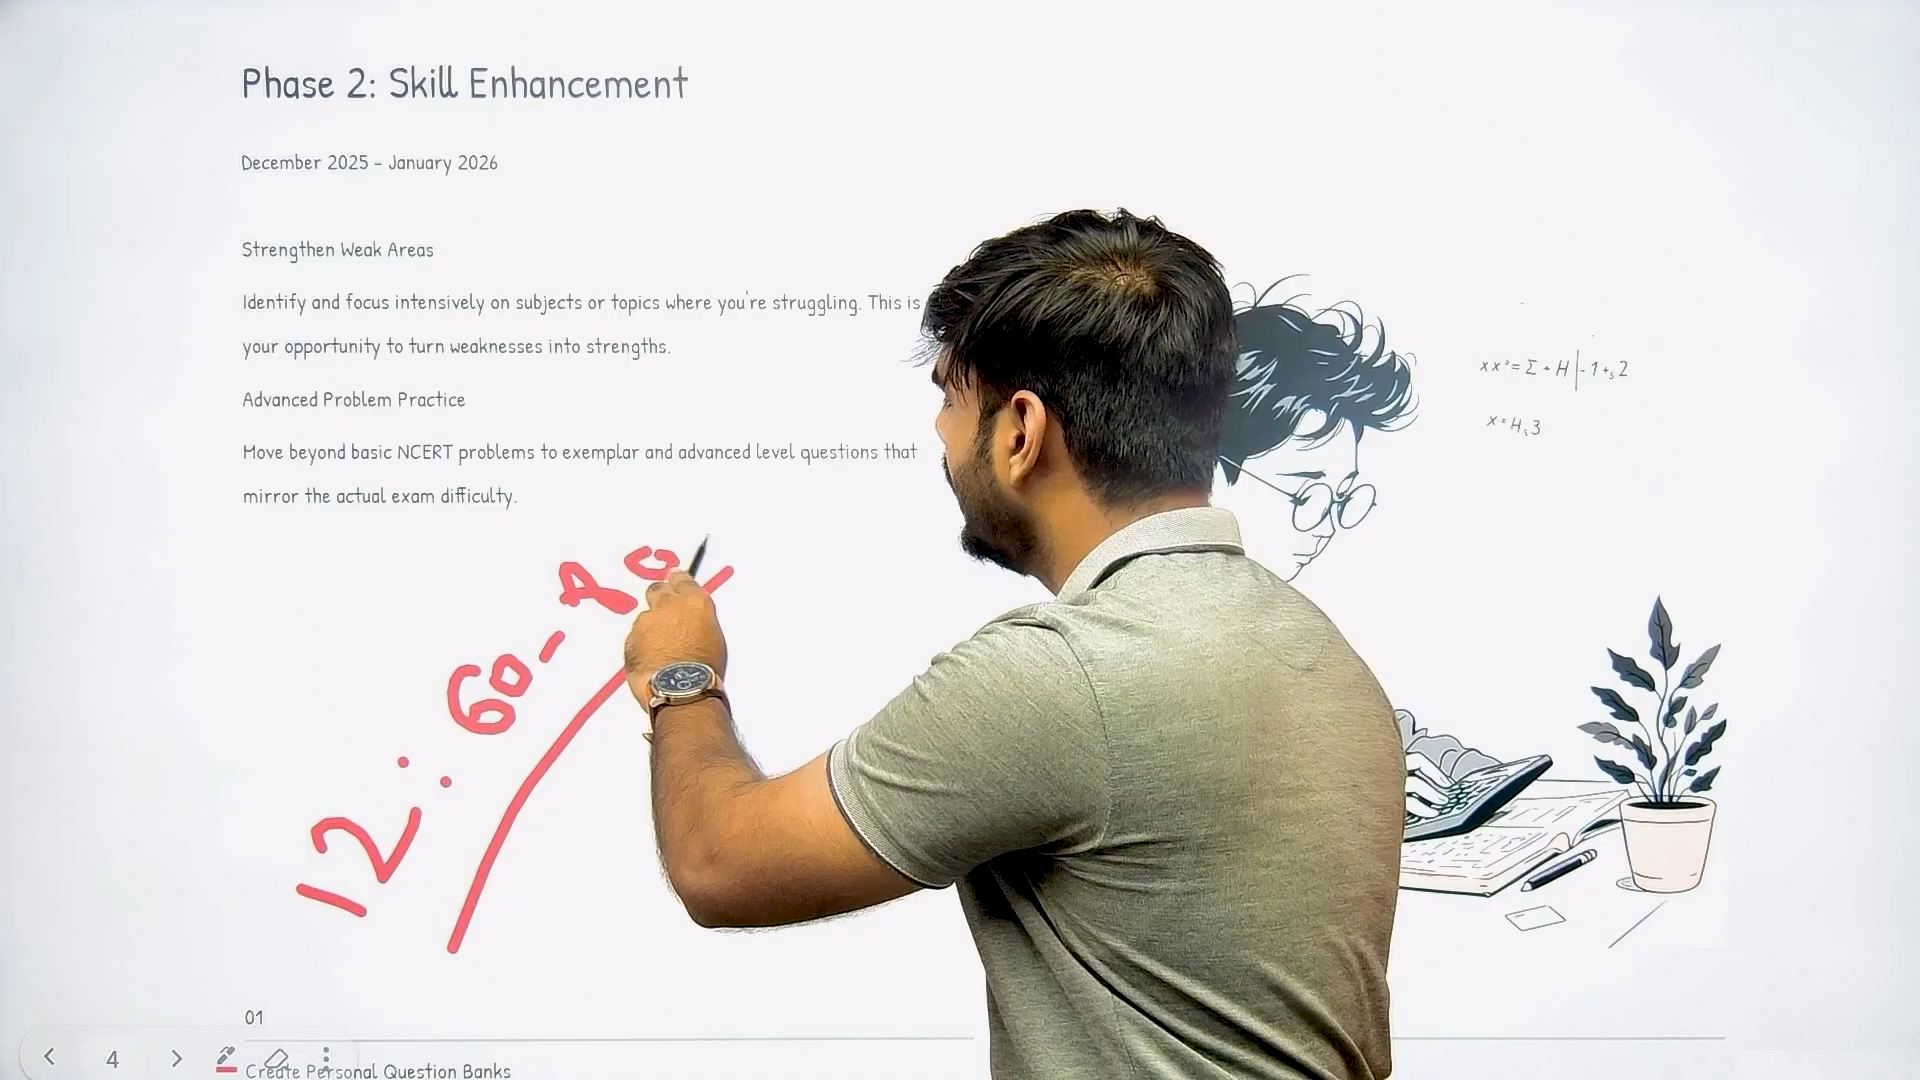 Phase 2: Skill Enhancement
December 2025 - January 2026
Strengthen Weak Areas
Identify and focus intensively on subjects or topics where you're struggling. This is
your opportunity to turn weaknesses into strengths.
Advanced Problem Practice
Move beyond basic NCERT problems to exemplar and advanced level questions that
mirror the actual exam difficulty.
12: 60-
01
4
Create Personal Question Banks